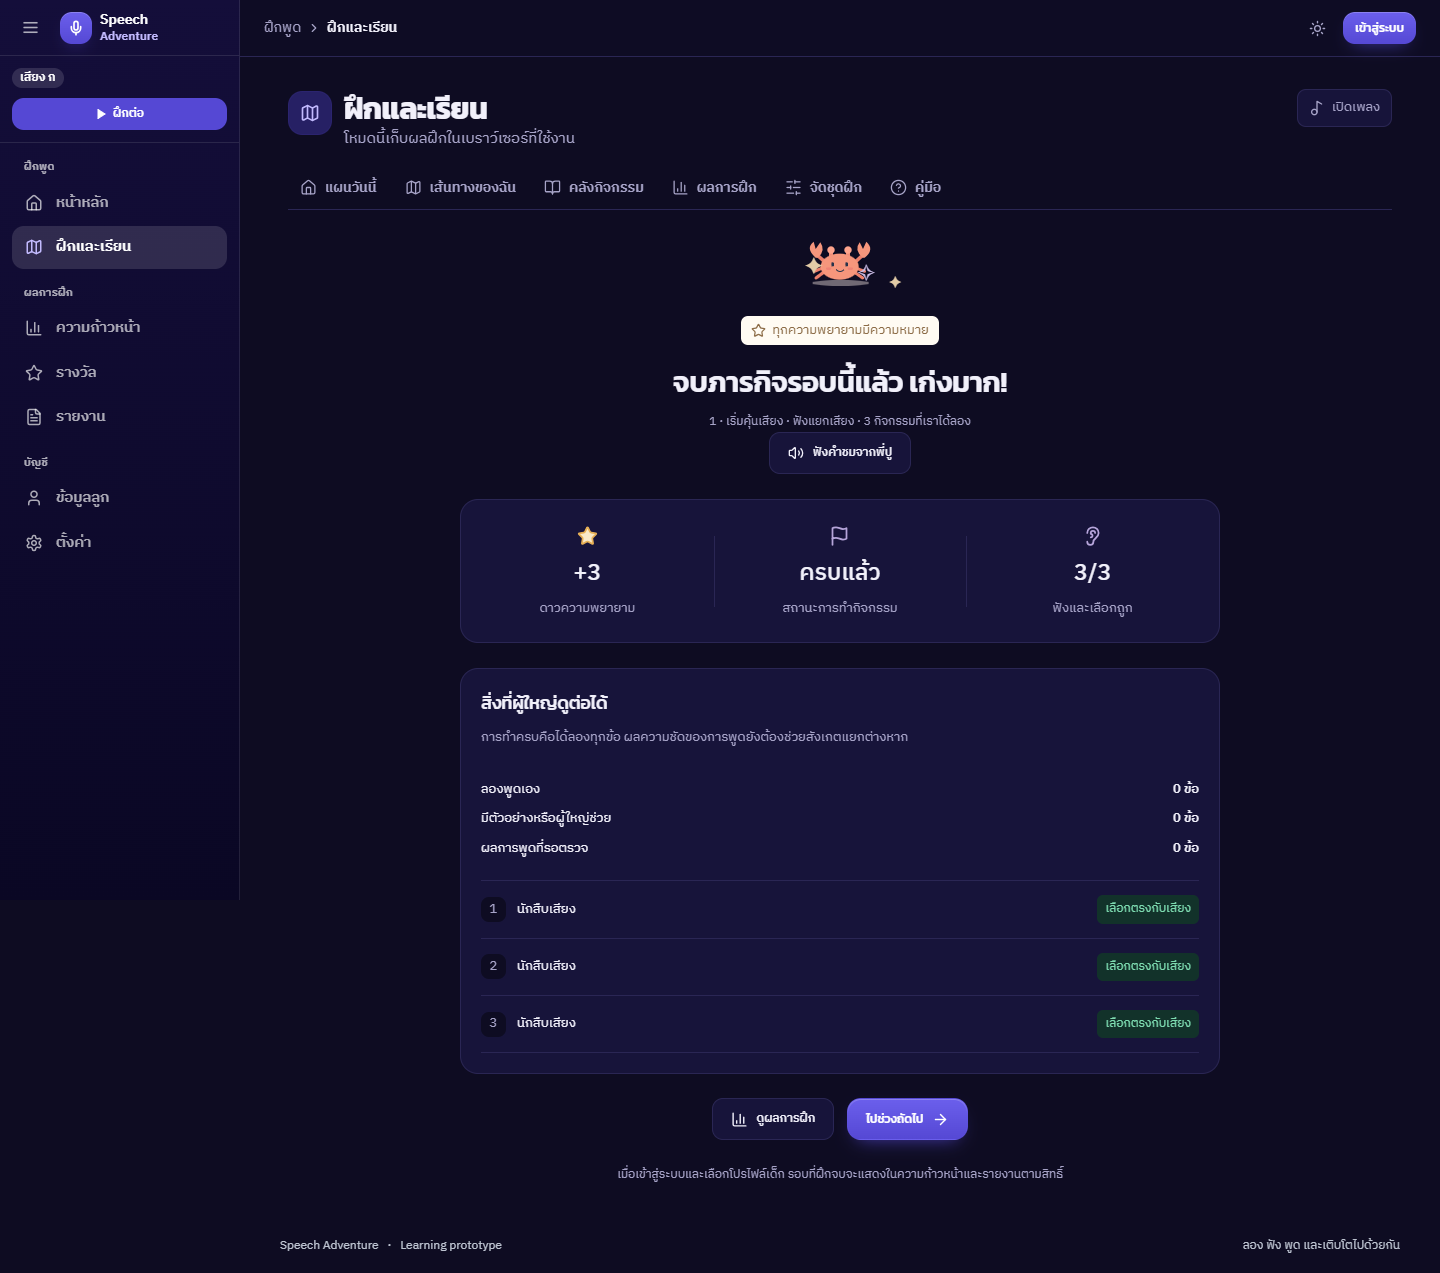 Speech
Adventure
เสียง ก
ฝึกต่อ
ฝึกพูด
หน้าหลัก
ฝึกและเรียน
ผลการฝึก
ความก้าวหน้า
รางวัล
รายงาน
บัญชี
ข้อมูลลูก
ตั้งค่า
ฝึกพูด > ฝึกและเรียน
เข้าสู่ระบบ
ฝึกและเรียน
โหมดนี้เก็บผลฝึกในเบราว์เซอร์ที่ใช้งาน
เปิดเพลง
แผนวันนี้ เส้นทางของฉัน คลังกิจกรรม ผลการฝึก จัดชุดฝึก คู่มือ
ทุกความพยายามมีความหมาย
จบภารกิจรอบนี้แล้ว เก่งมาก!
1 · เริ่มคุ้นเสียง · ฟังแยกเสียง · 3 กิจกรรมที่เราได้ลอง
ฟังคำชมจากพี่ปู
+3 ครบแล้ว 3/3
ดาวความพยายาม สถานะการทำกิจกรรม ฟังและเลือกถูก
สิ่งที่ผู้ใหญ่ดูต่อได้
การทำครบคือได้ลองทุกข้อ ผลความชัดของการพูดยังต้องช่วยสังเกตแยกต่างหาก
ลองพูดเอง 0 ข้อ
มีตัวอย่างหรือผู้ใหญ่ช่วย 0 ข้อ
ผลการพูดที่รอตรวจ 0 ข้อ
1 นักสืบเสียง เลือกตรงกับเสียง
2 นักสืบเสียง เลือกตรงกับเสียง
3 นักสืบเสียง เลือกตรงกับเสียง
ดูผลการฝึก ไปช่วงถัดไป
เมื่อเข้าสู่ระบบและเลือกโปรไฟล์เด็ก รอบที่ฝึกจบจะแสดงในความก้าวหน้าและรายงานตามสิทธิ์
Speech Adventure · Learning prototype
ลอง ฟัง พูด และเติบโตไปด้วยกัน